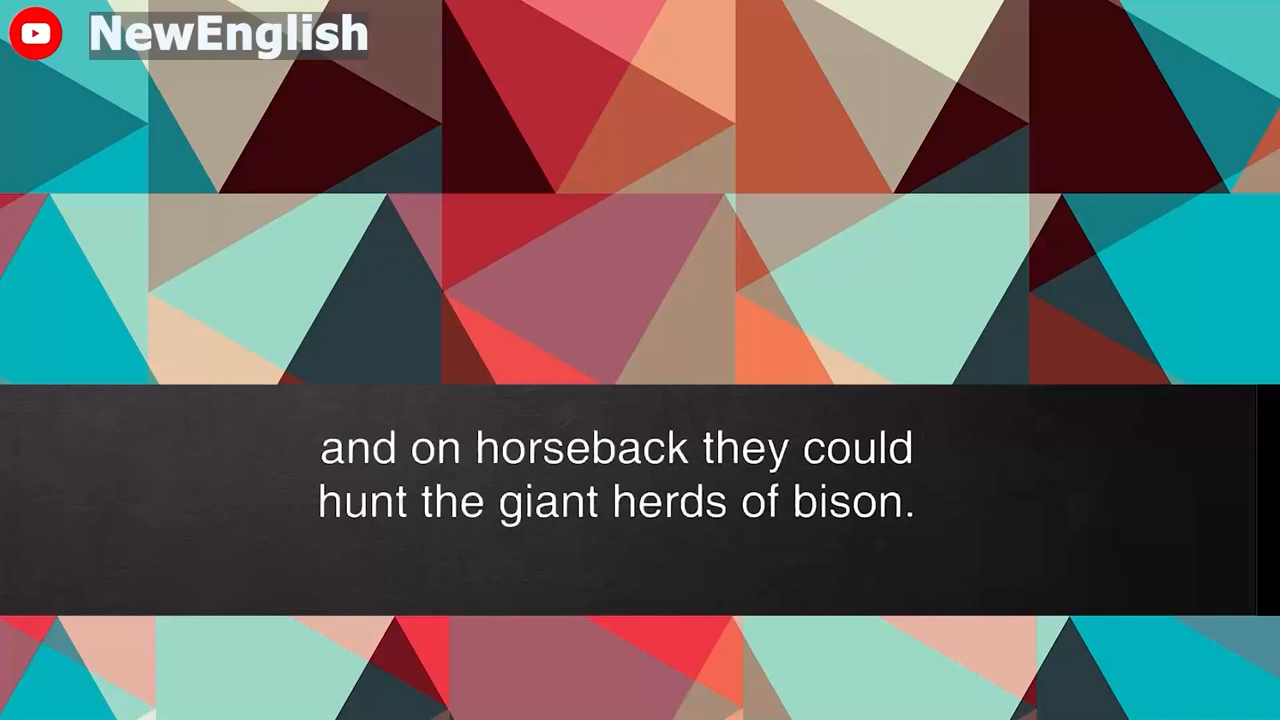 NewEnglish
and on horseback they could
hunt the giant herds of bison.